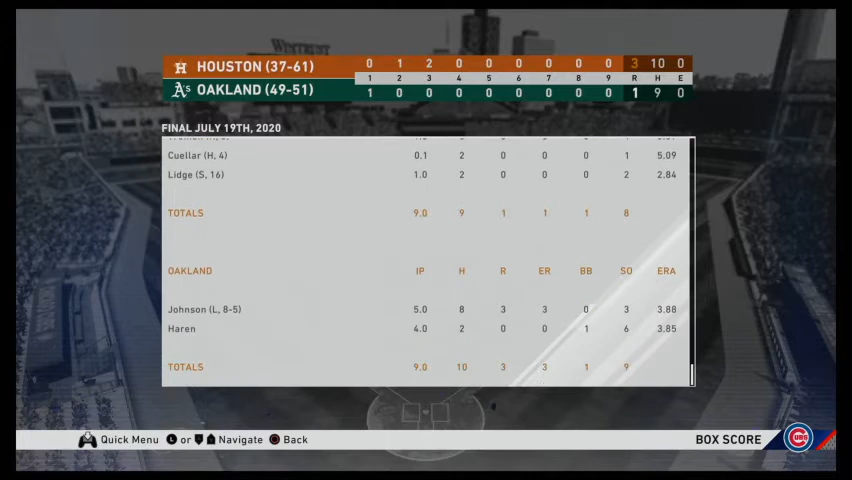 HOUSTON (37-61) 0 1 2 0 0 0 0 0 0 3 10 0
1 2 3 4 5 6 7 8 9 R H E
A's OAKLAND (49-51) 1 0 0 0 0 0 0 0 0 1 9 0
FINAL JULY 19TH, 2020
Cuellar (H, 4) 0.1 2 0 0 0 1 5.09
Lidge (S, 16) 1.0 2 0 0 0 2 2.84
TOTALS 9.0 9 1 1 1 8
OAKLAND IP H R ER BB SO ERA
Johnson (L, 8-5) 5.0 8 3 3 0 3 3.88
Haren 4.0 2 0 0 1 6 3.85
TOTALS 9.0 10 3 3 1 9
Quick Menu L or Navigate Back BOX SCORE CUBS